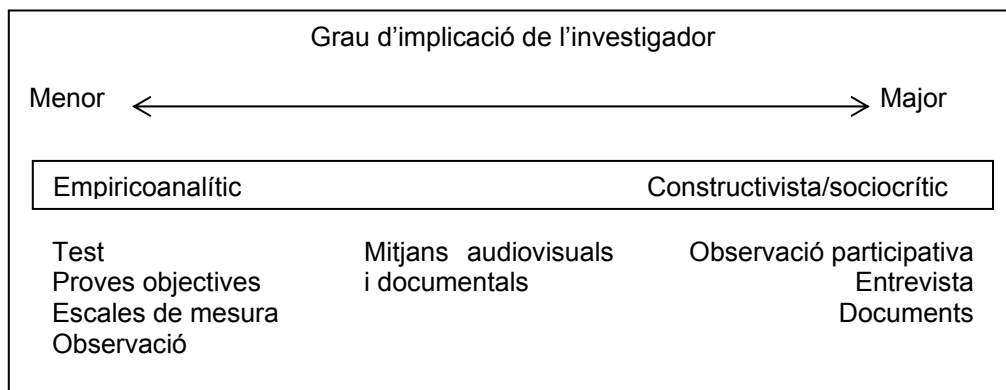 Grau d’implicació de l’investigador
Menor Major
Empiricoanalític Constructivista/sociocrític
Test Mitjans audiovisuals Observació participativa
Proves objectives i documentals Entrevista
Escales de mesura Documents
Observació